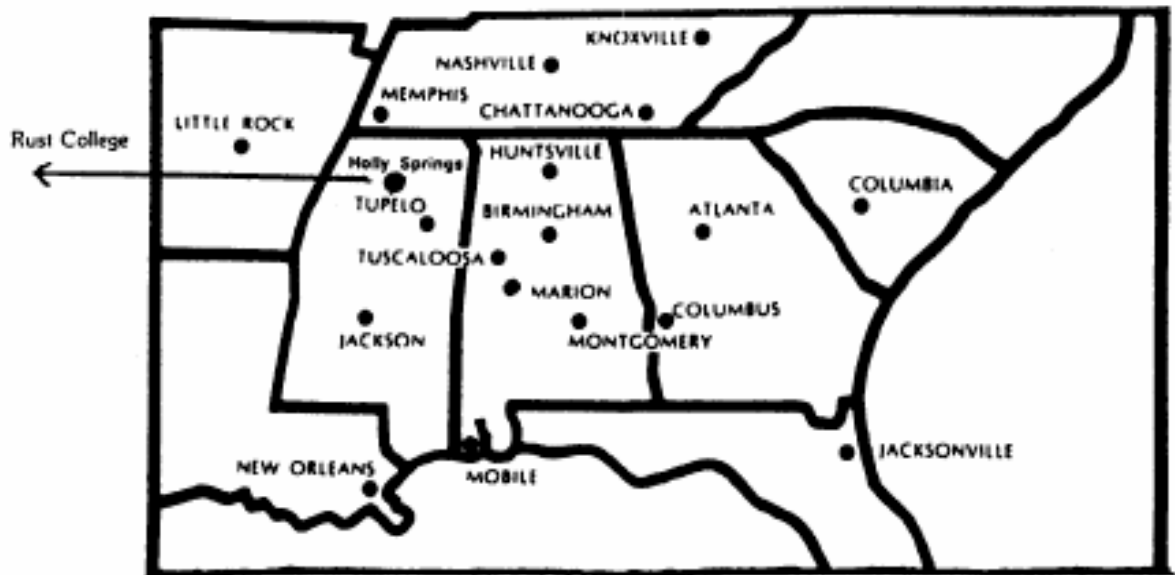 KNOXVILLE
NASHVILLE
MEMPHIS
CHATTANOOGA
LITTLE ROCK
Rust College
Holly Springs
HUNTSVILLE
COLUMBIA
TUPELO
BIRMINGHAM
ATLANTA
TUSCALOOSA
MARION
COLUMBUS
JACKSON
MONTGOMERY
JACKSONVILLE
NEW ORLEANS
MOBILE